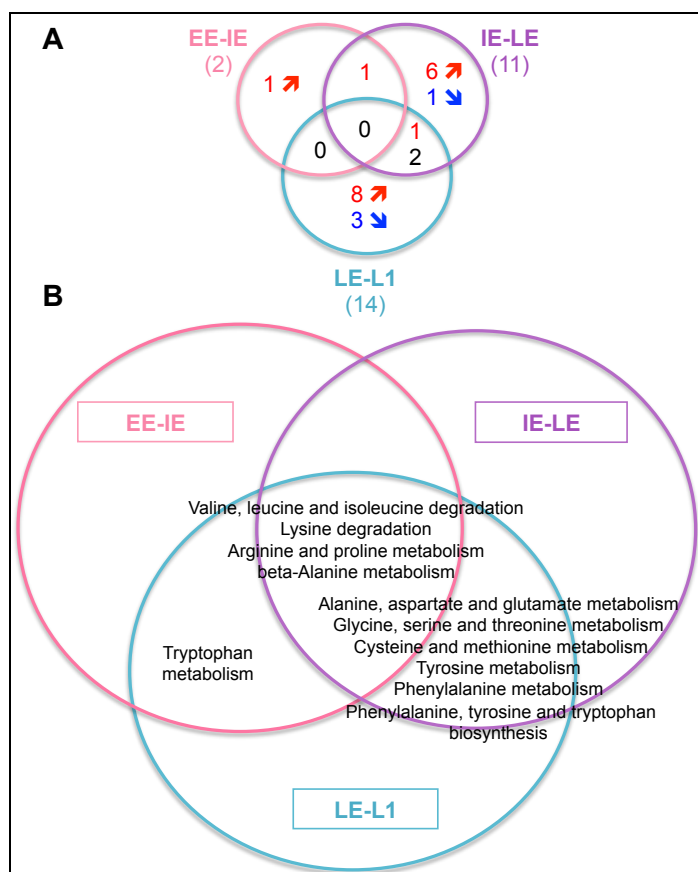 A
EE-IE
(2)
IE-LE
(11)
1
1
6
1
0
0
1
2
8
3
LE-L1
(14)
B
EE-IE
IE-LE
Valine, leucine and isoleucine degradation
Lysine degradation
Arginine and proline metabolism
beta-Alanine metabolism
Alanine, aspartate and glutamate metabolism
Glycine, serine and threonine metabolism
Cysteine and methionine metabolism
Tyrosine metabolism
Phenylalanine metabolism
Phenylalanine, tyrosine and tryptophan
biosynthesis
Tryptophan
metabolism
LE-L1